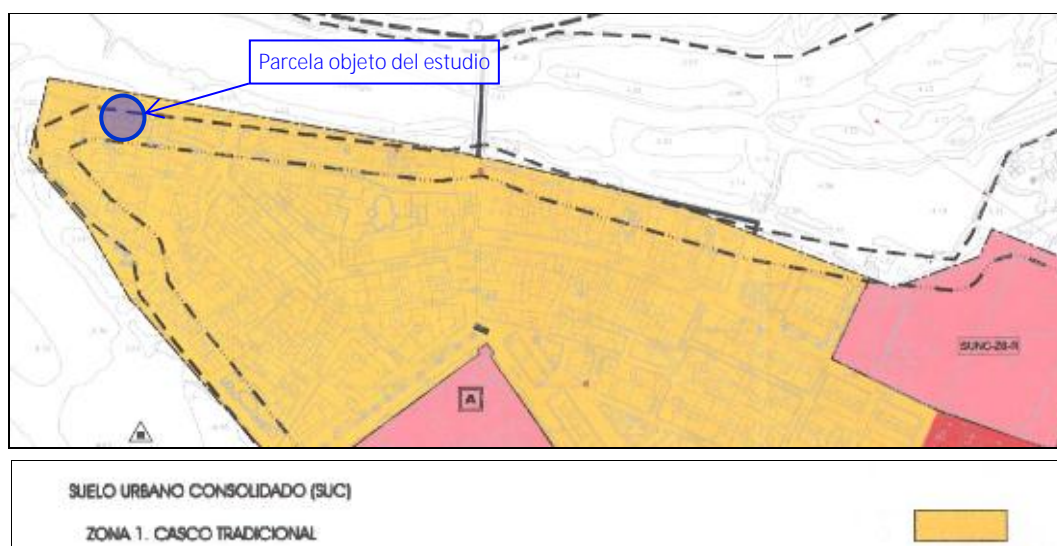 Parcela objeto del estudio
SUNC-ZB-R
A
SUELO URBANO CONSOLIDADO (SUC)
ZONA 1. CASCO TRADICIONAL